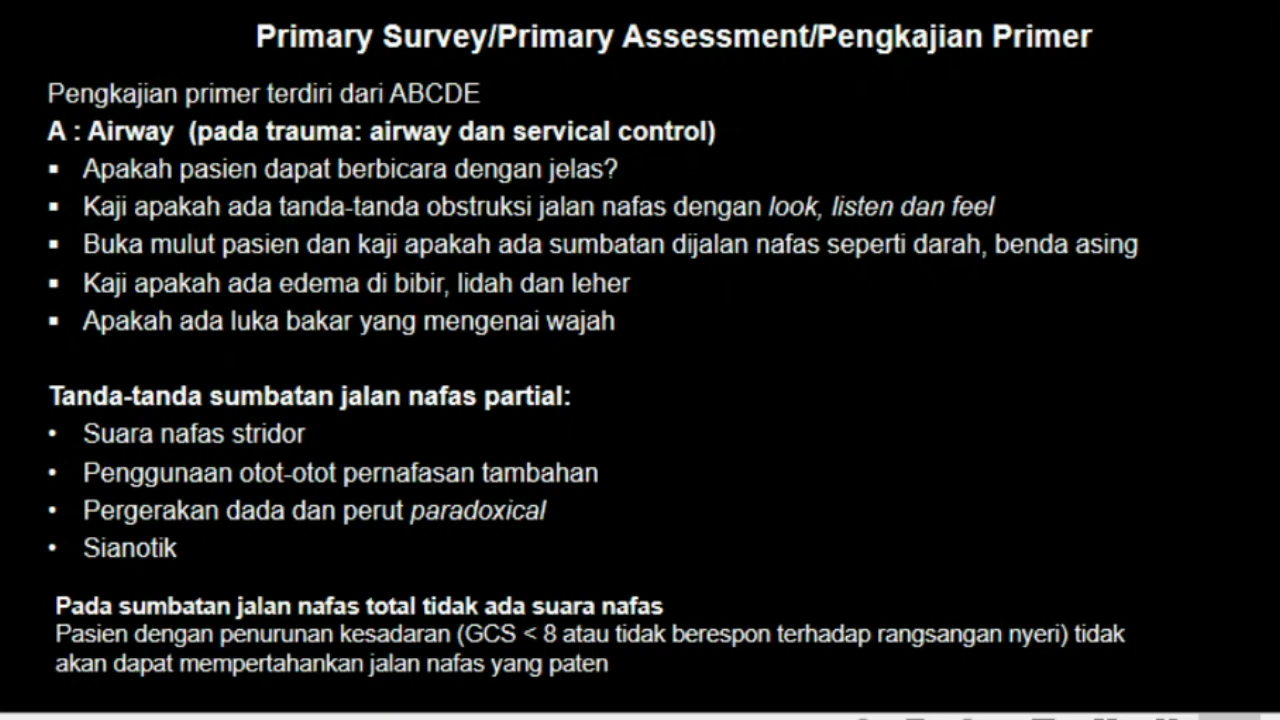 Primary Survey/Primary Assessment/Pengkajian Primer
Pengkajian primer terdiri dari ABCDE
A : Airway (pada trauma: airway dan servical control)
▪ Apakah pasien dapat berbicara dengan jelas?
▪ Kaji apakah ada tanda-tanda obstruksi jalan nafas dengan look, listen dan feel
▪ Buka mulut pasien dan kaji apakah ada sumbatan dijalan nafas seperti darah, benda asing
▪ Kaji apakah ada edema di bibir, lidah dan leher
▪ Apakah ada luka bakar yang mengenai wajah
Tanda-tanda sumbatan jalan nafas partial:
• Suara nafas stridor
• Penggunaan otot-otot pernafasan tambahan
• Pergerakan dada dan perut paradoxical
• Sianotik
Pada sumbatan jalan nafas total tidak ada suara nafas
Pasien dengan penurunan kesadaran (GCS < 8 atau tidak berespon terhadap rangsangan nyeri) tidak
akan dapat mempertahankan jalan nafas yang paten